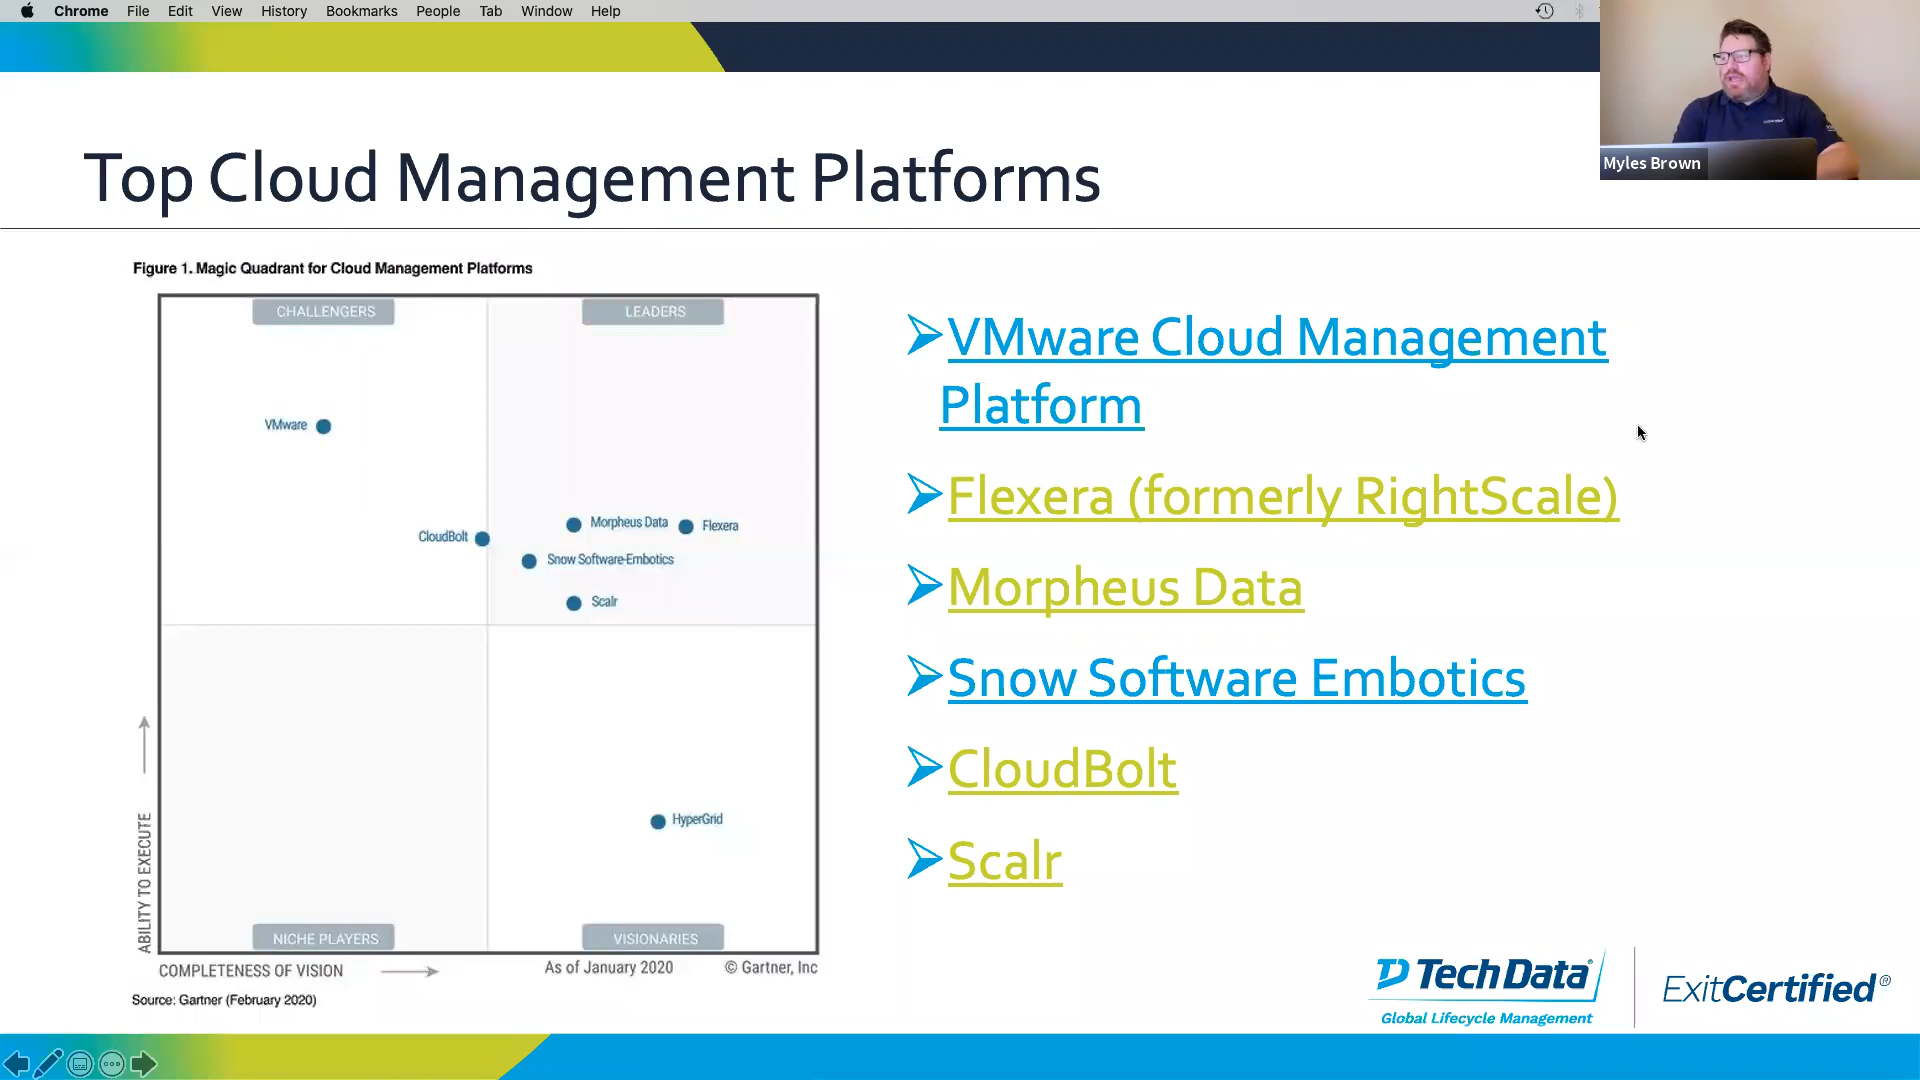 Chrome File Edit View History Bookmarks People Tab Window Help
Myles Brown
Top Cloud Management Platforms
Figure 1. Magic Quadrant for Cloud Management Platforms
CHALLENGERS
LEADERS
VMware
CloudBolt
Morpheus Data
Flexera
Snow Software-Embotics
Scalr
HyperGrid
NICHE PLAYERS
VISIONARIES
ABILITY TO EXECUTE
COMPLETENESS OF VISION
As of January 2020
© Gartner, Inc
Source: Gartner (February 2020)
VMware Cloud Management
Platform
Flexera (formerly RightScale)
Morpheus Data
Snow Software Embotics
CloudBolt
Scalr
TD Tech Data®
Global Lifecycle Management
ExitCertified®